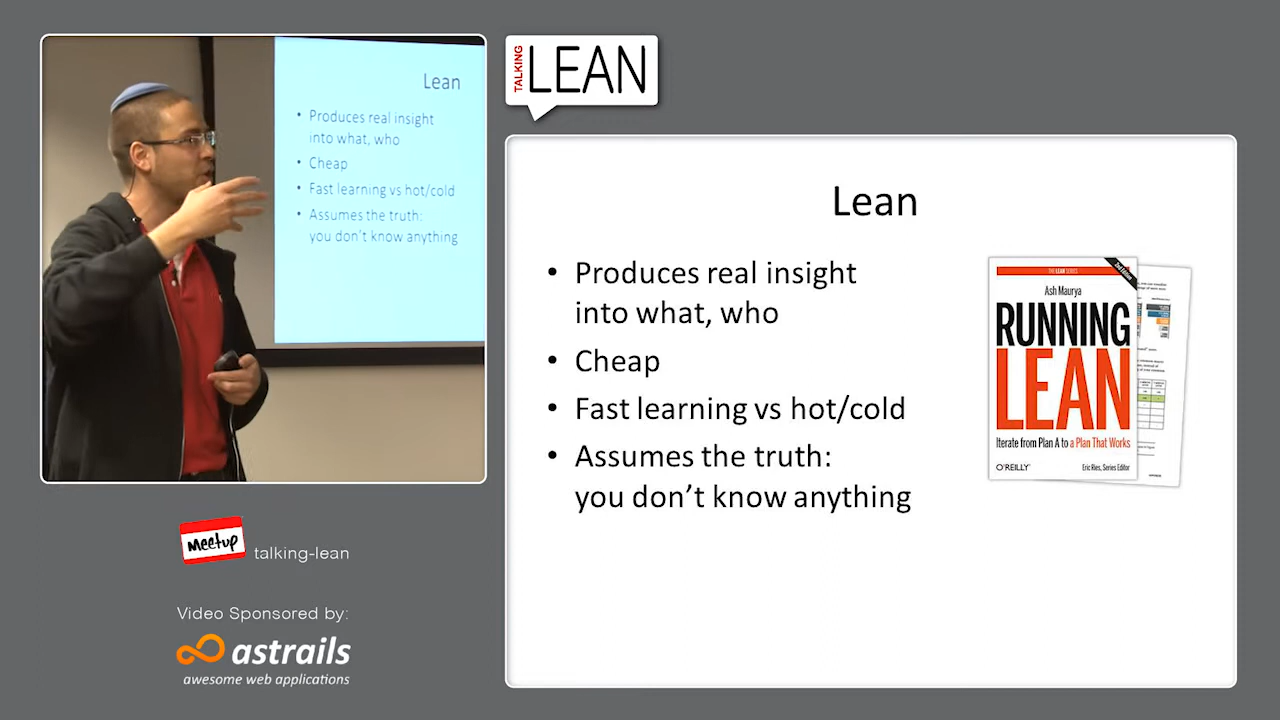 Lean
• Produces real insight
into what, who
• Cheap
• Fast learning vs hot/cold
• Assumes the truth:
you don't know anything
TALKING
LEAN
Lean
• Produces real insight
into what, who
• Cheap
• Fast learning vs hot/cold
• Assumes the truth:
you don't know anything
THE LEAN SERIES
2nd Edition
Ash Maurya
RUNNING
LEAN
Iterate from Plan A to a Plan That Works
O'REILLY
Eric Ries, Series Editor
Meetup
talking-lean
Video Sponsored by:
astrails
awesome web applications